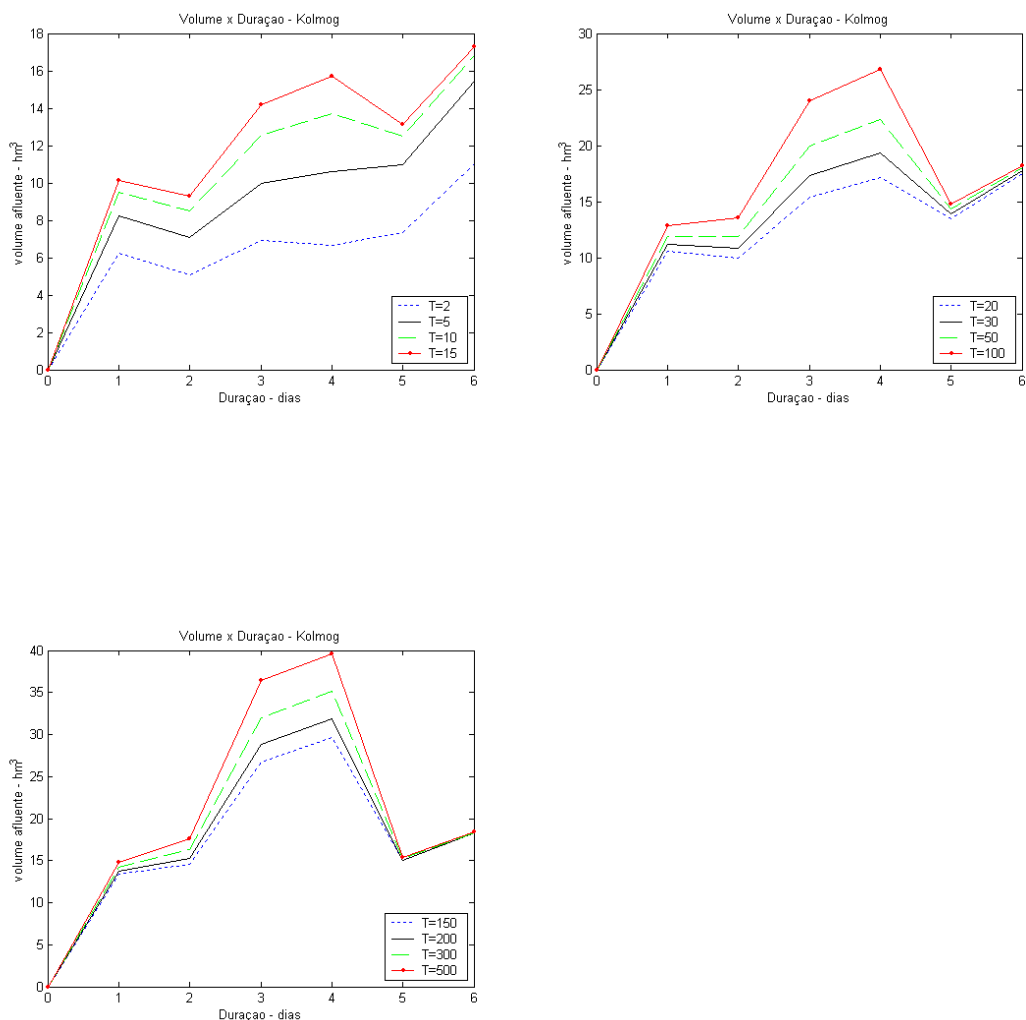 Volume x Duraçao - Kolmog
volume afluente - hm³
18
16
14
12
10
8
6
4
2
0
0 1 2 3 4 5 6
Duraçao - dias
T=2
T=5
T=10
T=15
Volume x Duraçao - Kolmog
volume afluente - hm³
30
25
20
15
10
5
0
0 1 2 3 4 5 6
Duraçao - dias
T=20
T=30
T=50
T=100
Volume x Duraçao - Kolmog
volume afluente - hm³
40
35
30
25
20
15
10
5
0
0 1 2 3 4 5 6
Duraçao - dias
T=150
T=200
T=300
T=500